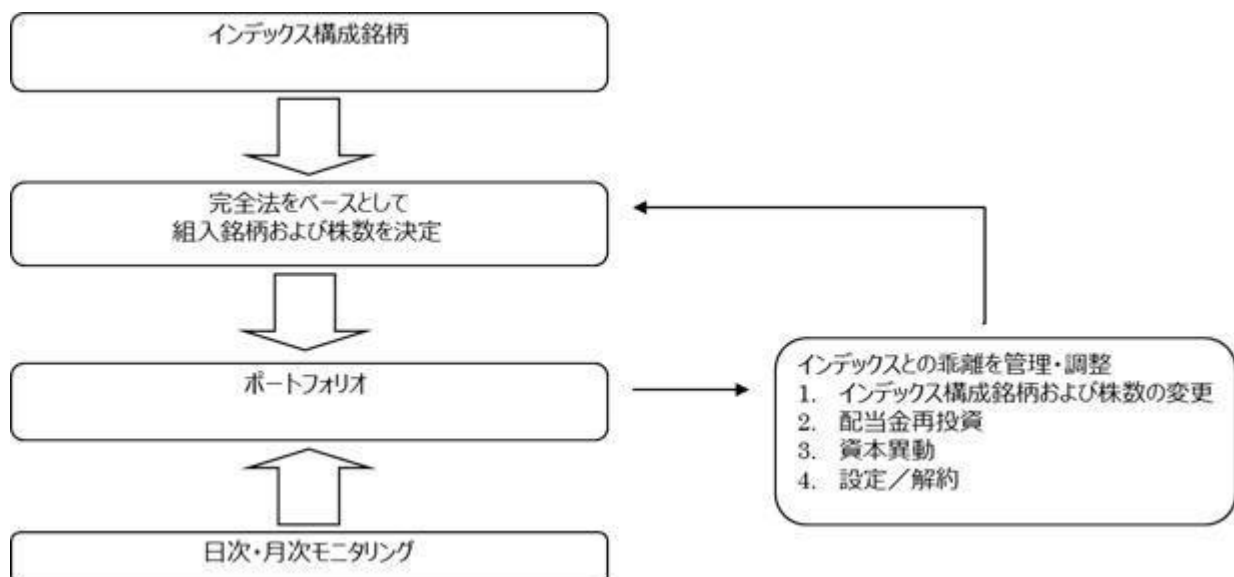 インデックス構成銘柄
完全法をベースとして
組入銘柄および株数を決定
ポートフォリオ
インデックスとの乖離を管理・調整
1. インデックス構成銘柄および株数の変更
2. 配当金再投資
3. 資本異動
4. 設定／解約
日次・月次モニタリング